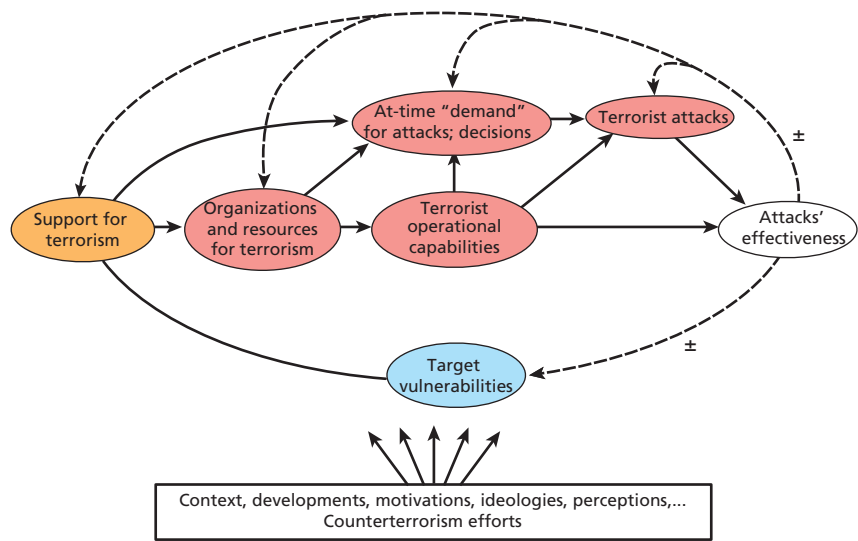 At-time “demand”
for attacks; decisions
Terrorist attacks
±
Support for
terrorism
Organizations
and resources
for terrorism
Terrorist
operational
capabilities
Attacks’
effectiveness
±
Target
vulnerabilities
Context, developments, motivations, ideologies, perceptions,...
Counterterrorism efforts